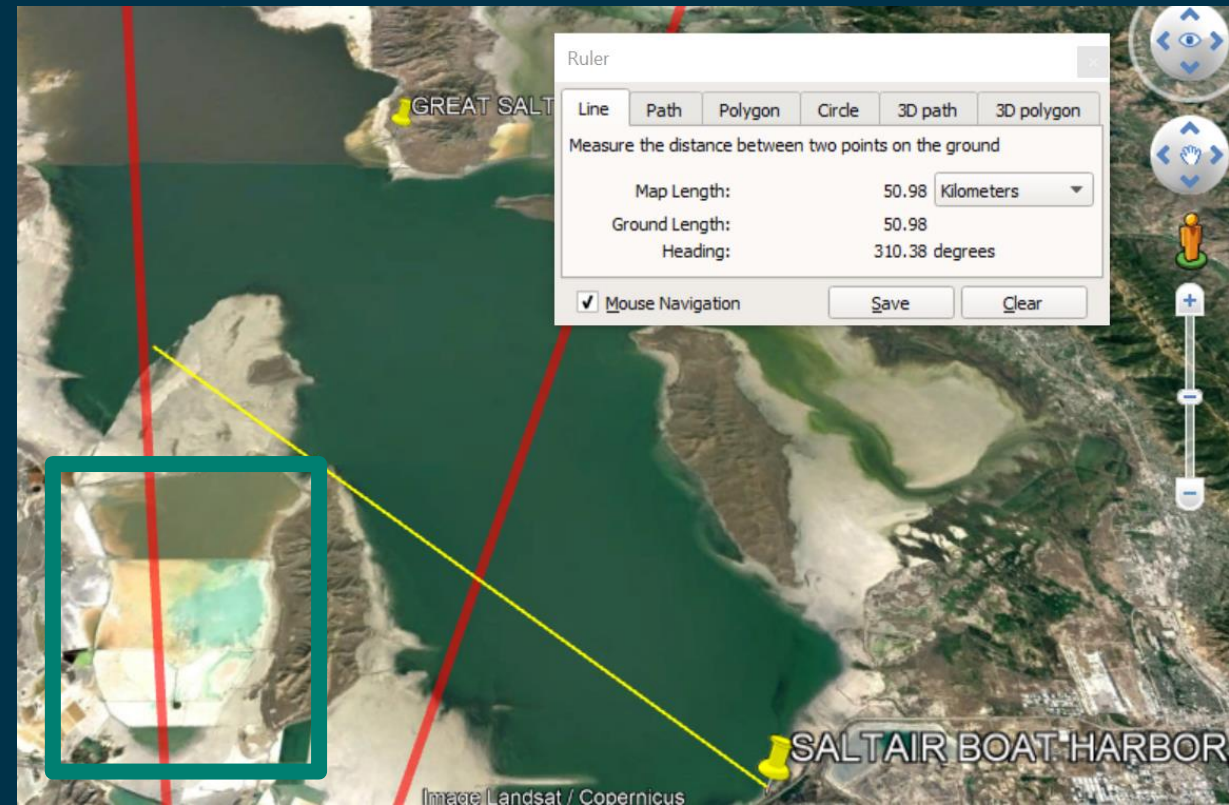 GREAT SALT
Ruler
Line Path Polygon Circle 3D path 3D polygon
Measure the distance between two points on the ground
Map Length: 50.98 Kilometers
Ground Length: 50.98
Heading: 310.38 degrees
Mouse Navigation Save Clear
SALTAIR BOAT HARBOR
Image Landsat / Copernicus